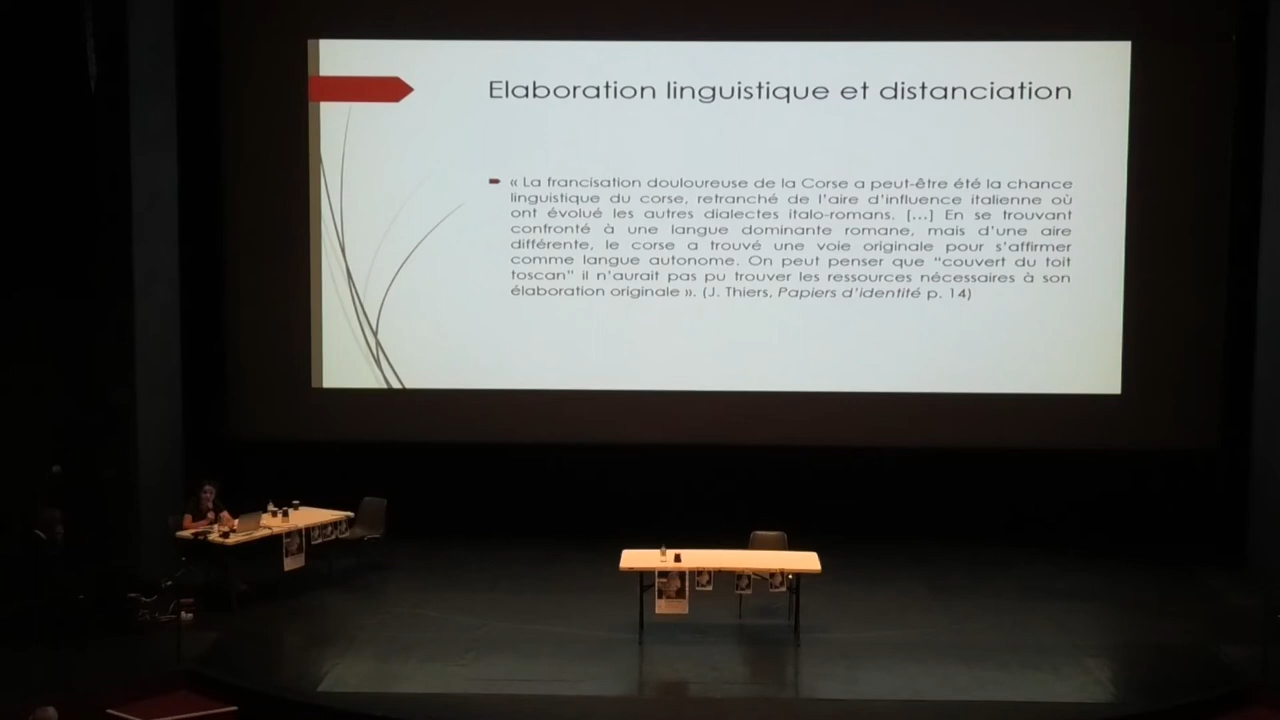 Elaboration linguistique et distanciation
« La francisation douloureuse de la Corse a peut-être été la chance
linguistique du corse, retranché de l'aire d'influence italienne où
ont évolué les autres dialectes italo-romans. [...] En se trouvant
confronté à une langue dominante romane, mais d'une aire
différente, le corse a trouvé une voie originale pour s'affirmer
comme langue autonome. On peut penser que "couvert du toit
toscan" il n'aurait pas pu trouver les ressources nécessaires à son
élaboration originale ». (J. Thiers, Papiers d'identité p. 14)